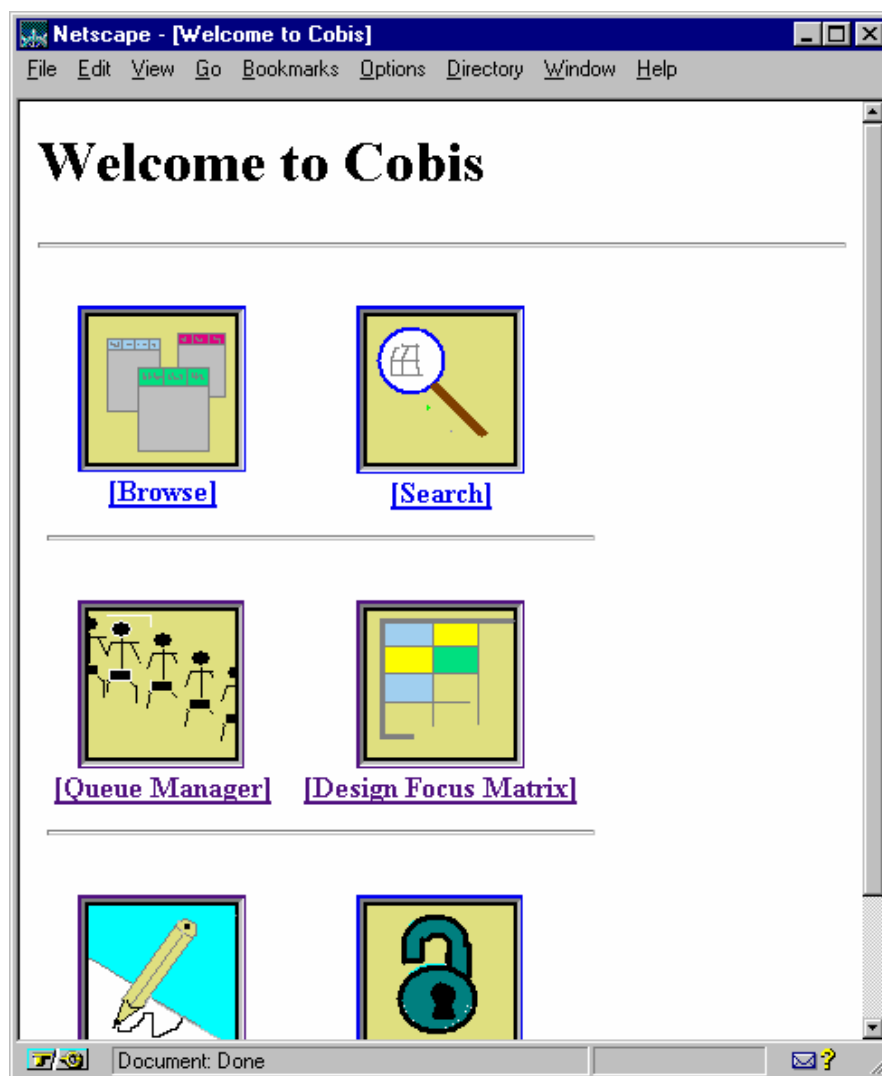 Netscape - [Welcome to Cobis]
File Edit View Go Bookmarks Options Directory Window Help
Welcome to Cobis
[Browse] [Search]
[Queue Manager] [Design Focus Matrix]
Document: Done